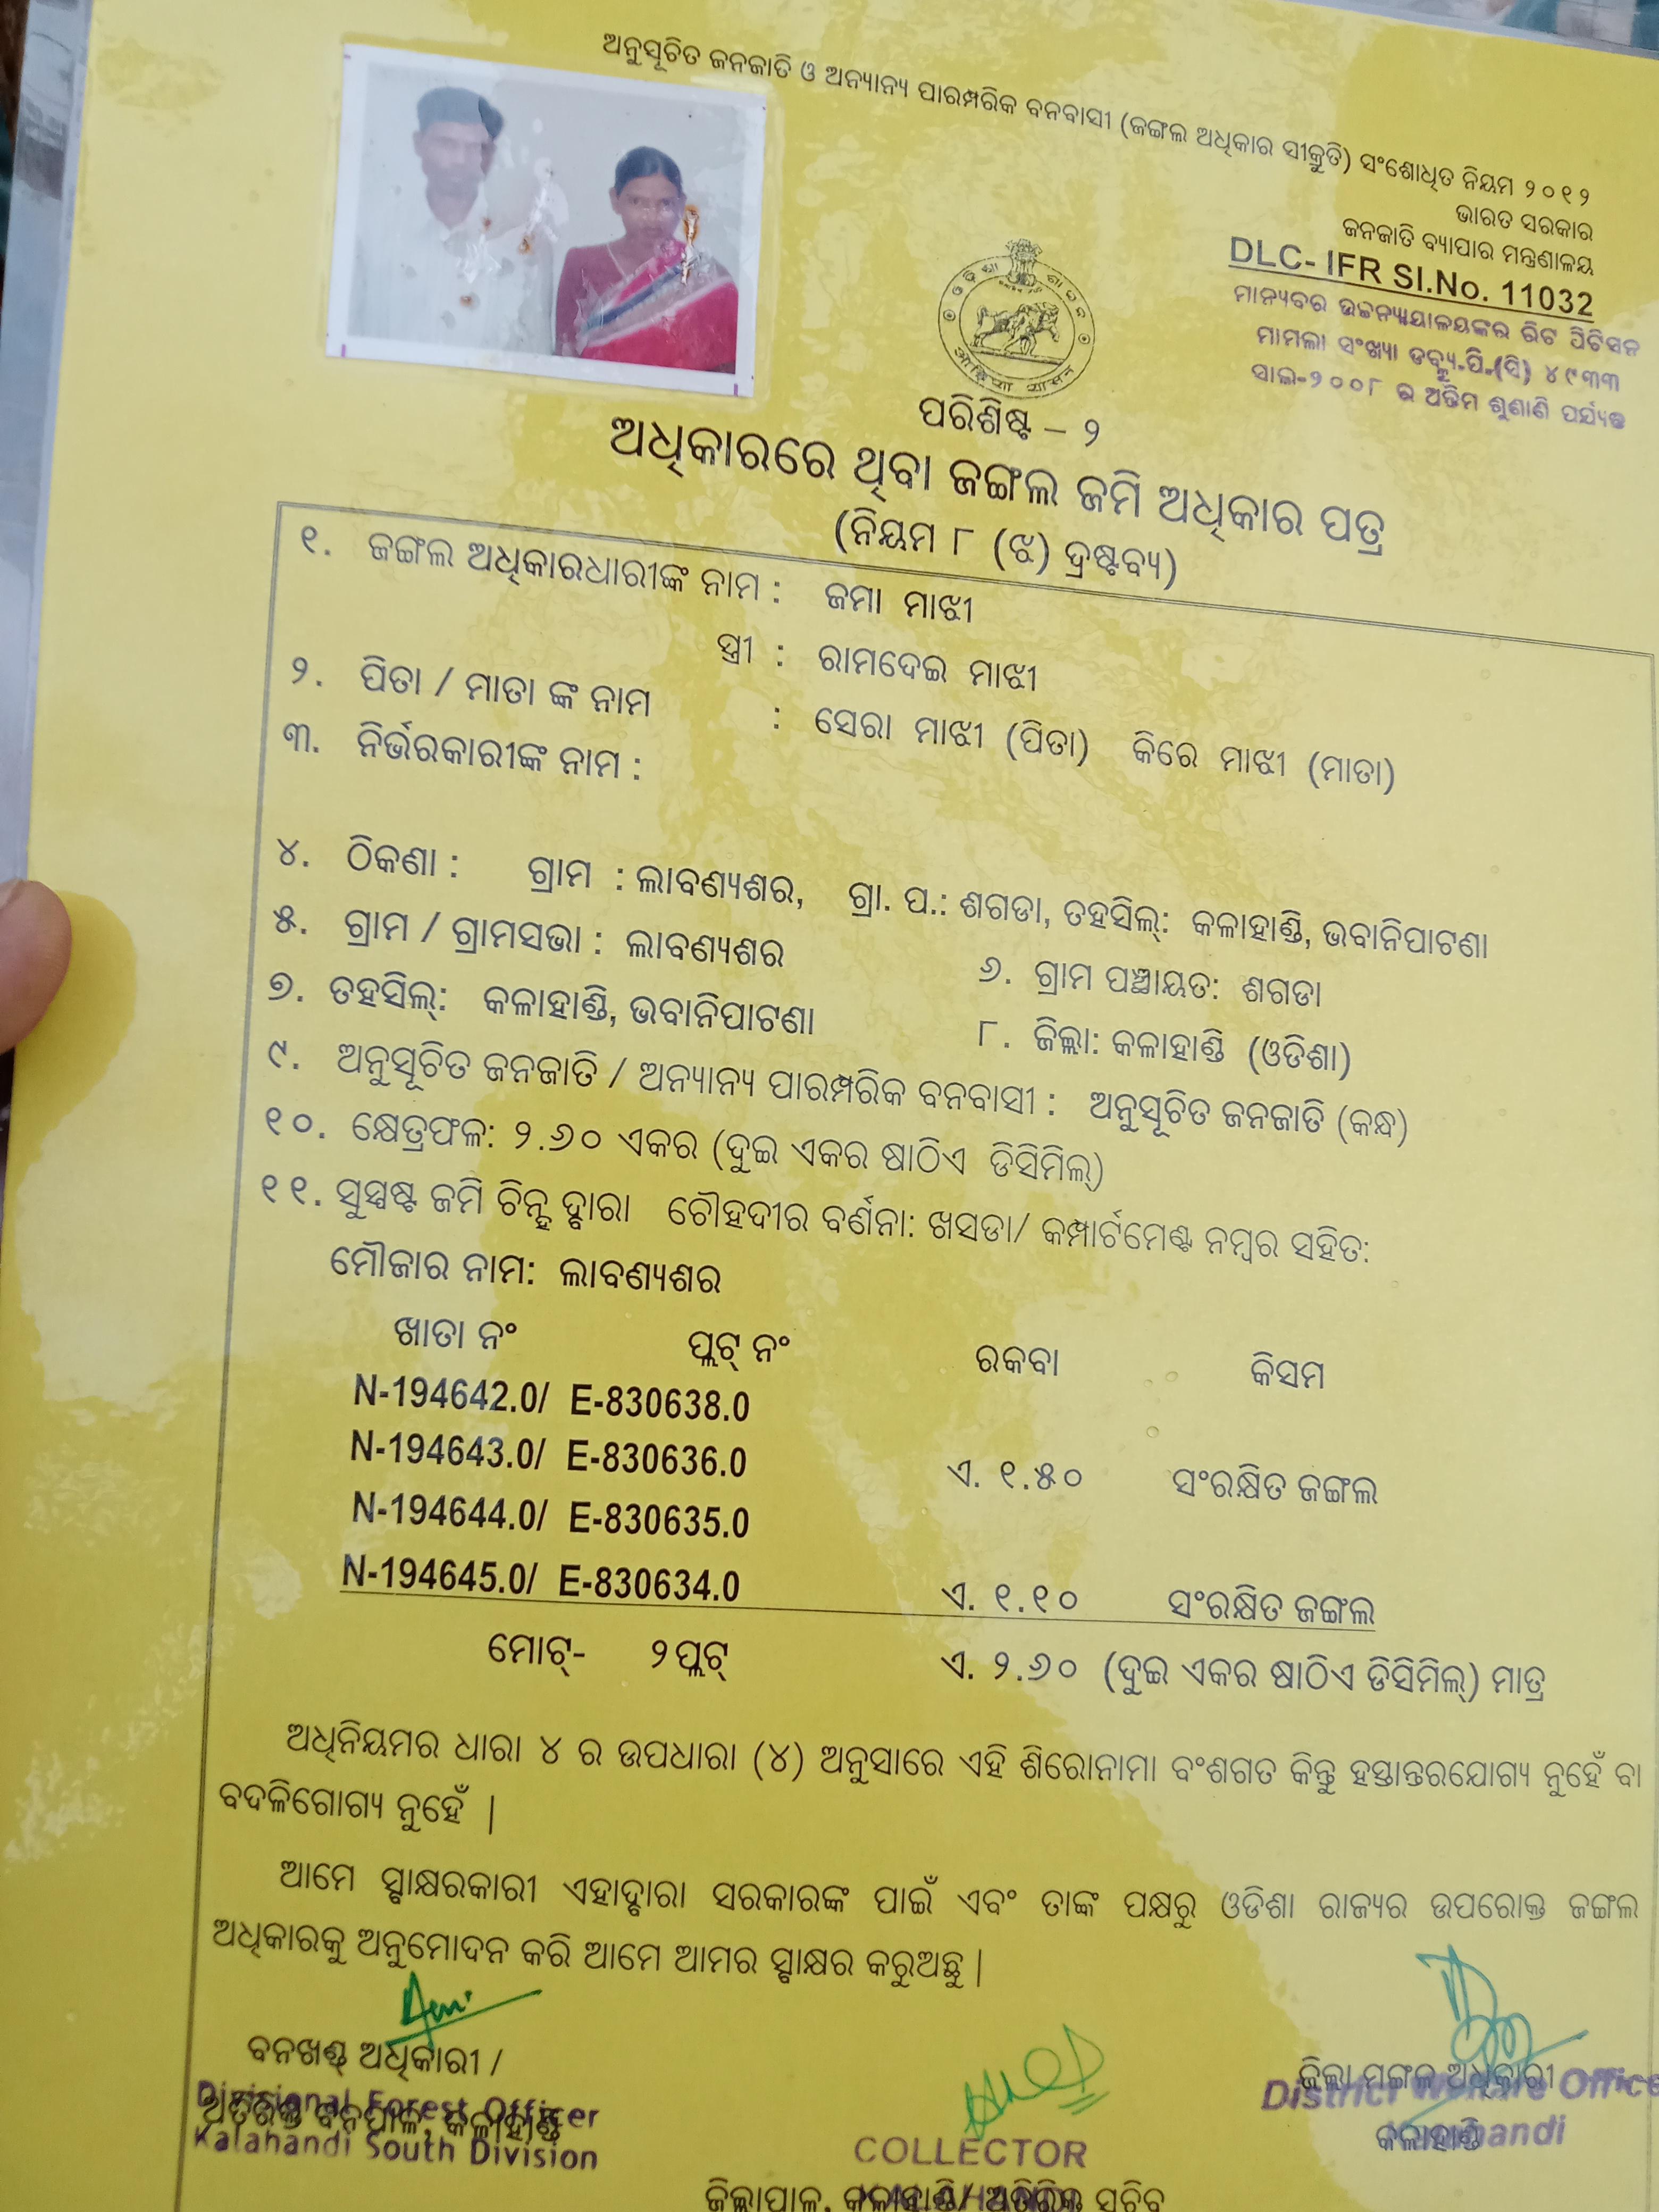 ଅନୁସୂଚିତ ଜନଜାତି ଓ ଅନ୍ୟାନ୍ୟ ପାରମ୍ପରିକ ବନବାସୀ (ଜଙ୍ଗଲ ଅଧିକାର ସୀକୃତି) ସଂଶୋଧିତ ନିୟମ ୨୦୧୨
ଭାରତ ସରକାର
ଜନଜାତି ବ୍ୟାପାର ମନ୍ତ୍ରଣାଳୟ
DLC- IFR Sl.No. 11032
ମାନ୍ୟବର ଉଚ୍ଚନ୍ୟାୟାଳୟଙ୍କର ରିଟ ପିଟିସନ
ମାମଲା ସଂଖ୍ୟା ଡବ୍ଲ୍ୟୁ.ପି.(ସି) ୪୯୩୩
ସାଲ-୨୦୦୮ ର ଅନ୍ତିମ ଶୁଣାଣି ପର୍ଯ୍ୟନ୍ତ
ପରିଶିଷ୍ଟ – ୨
ଅଧିକାରରେ ଥିବା ଜଙ୍ଗଲ ଜମି ଅଧିକାର ପତ୍ର
(ନିୟମ ୮ (ଝ) ଦ୍ରଷ୍ଟବ୍ୟ)
୧. ଜଙ୍ଗଲ ଅଧିକାରଧାରୀଙ୍କ ନାମ : ଜମା ମାଝୀ
ସ୍ତ୍ରୀ : ରାମଦେଇ ମାଝୀ
୨. ପିତା / ମାତା ଙ୍କ ନାମ : ସେରା ମାଝୀ (ପିତା) କିରେ ମାଝୀ (ମାତା)
୩. ନିର୍ଭରକାରୀଙ୍କ ନାମ :
୪. ଠିକଣା : ଗ୍ରାମ : ଲାବଣ୍ୟଶର, ଗ୍ରା. ପ.: ଶଗଡା, ତହସିଲ୍: କଳାହାଣ୍ଡି, ଭବାନିପାଟଣା
୫. ଗ୍ରାମ / ଗ୍ରାମସଭା : ଲାବଣ୍ୟଶର ୬. ଗ୍ରାମ ପଞ୍ଚାୟତ: ଶଗଡା
୭. ତହସିଲ୍: କଳାହାଣ୍ଡି, ଭବାନିପାଟଣା ୮. ଜିଲ୍ଲା: କଳାହାଣ୍ଡି (ଓଡିଶା)
୯. ଅନୁସୂଚିତ ଜନଜାତି / ଅନ୍ୟାନ୍ୟ ପାରମ୍ପରିକ ବନବାସୀ : ଅନୁସୂଚିତ ଜନଜାତି (କନ୍ଧ)
୧୦. କ୍ଷେତ୍ରଫଳ: ୨.୬୦ ଏକର (ଦୁଇ ଏକର ଷାଠିଏ ଡିସିମିଲ୍)
୧୧. ସୁସ୍ପଷ୍ଟ ଜମି ଚିହ୍ନ ଦ୍ବାରା ଚୌହଦୀର ବର୍ଣନା: ଖସଡା/ କମ୍ପାର୍ଟମେଣ୍ଟ ନମ୍ବର ସହିତ:
ମୌଜାର ନାମ: ଲାବଣ୍ୟଶର
ଖାତା ନଂ ପ୍ଲଟ୍ ନଂ ରକବା କିସମ
N-194642.0/ E-830638.0
N-194643.0/ E-830636.0 ଏ. ୧.୫୦ ସଂରକ୍ଷିତ ଜଙ୍ଗଲ
N-194644.0/ E-830635.0
N-194645.0/ E-830634.0 ଏ. ୧.୧୦ ସଂରକ୍ଷିତ ଜଙ୍ଗଲ
ମୋଟ୍- ୨ପ୍ଲଟ୍ ଏ. ୨.୬୦ (ଦୁଇ ଏକର ଷାଠିଏ ଡିସିମିଲ୍) ମାତ୍ର
ଅଧିନିୟମର ଧାରା ୪ ର ଉପଧାରା (୪) ଅନୁସାରେ ଏହି ଶିରୋନାମା ବଂଶଗତ କିନ୍ତୁ ହସ୍ତାନ୍ତରଯୋଗ୍ୟ ନୁହେଁ ବା
ବଦଳିଗୋଗ୍ୟ ନୁହେଁ |
ଆମେ ସ୍ବାକ୍ଷରକାରୀ ଏହାଦ୍ବାରା ସରକାରଙ୍କ ପାଇଁ ଏବଂ ତାଙ୍କ ପକ୍ଷରୁ ଓଡିଶା ରାଜ୍ୟର ଉପରୋକ୍ତ ଜଙ୍ଗଲ
ଅଧିକାରକୁ ଅନୁମୋଦନ କରି ଆମେ ଆମର ସ୍ବାକ୍ଷର କରୁଅଛୁ |
ବନଖଣ୍ଡ ଅଧିକାରୀ / ଜିଲ୍ଲା ମଙ୍ଗଳ ଅଧିକାରୀ
Divisional Forest Officer District Welfare Officer
Kalahandi South Division କଳାହାଣ୍ଡି
COLLECTOR
ଜିଲ୍ଲାପାଳ, କଳାହାଣ୍ଡି/ ଅତିରିକ୍ତ ସଚିବ